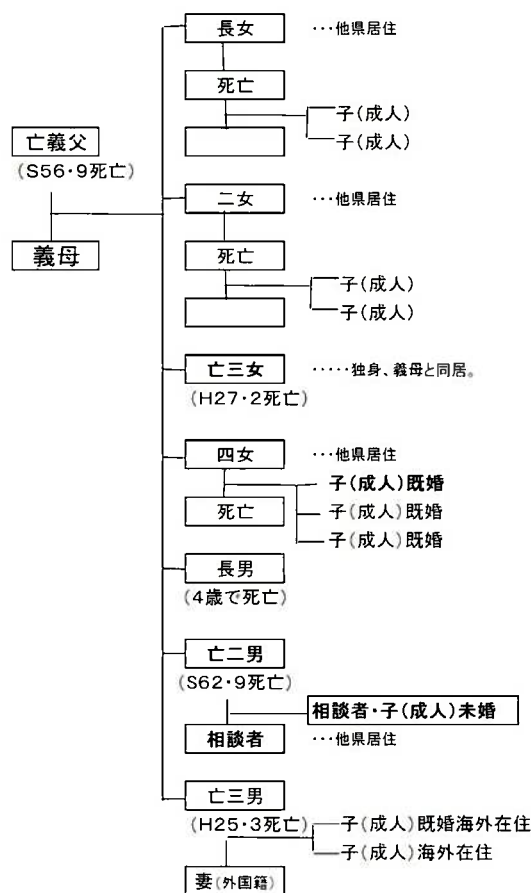 長女
···他県居住
死亡
子(成人)
子(成人)
亡義父
(S56・9死亡)
義母
二女
···他県居住
死亡
子(成人)
子(成人)
亡三女
·····独身、義母と同居。
(H27・2死亡)
四女
···他県居住
子(成人)既婚
死亡
子(成人)既婚
子(成人)既婚
長男
(4歳で死亡)
亡二男
(S62・9死亡)
相談者・子(成人)未婚
相談者
···他県居住
亡三男
(H25・3死亡)
子(成人)既婚海外在住
子(成人)海外在住
妻(外国籍)